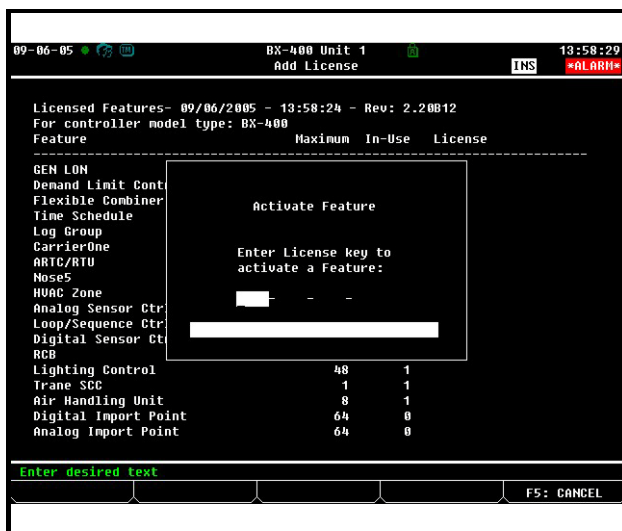 09-06-05 BX-400 Unit 1 13:58:29
Add License INS *ALARM*
Licensed Features- 09/06/2005 - 13:58:24 - Rev: 2.20B12
For controller model type: BX-400
Feature Maximum In-Use License
GEN LON
Demand Limit Cont
Flexible Combiner
Time Schedule
Log Group
CarrierOne
ARTC/RTU
Nose5
HVAC Zone
Analog Sensor Ctr
Loop/Sequence Ctr
Digital Sensor Ct
RCB
Activate Feature
Enter License key to
activate a Feature:
- - -
Lighting Control 48 1
Trane SCC 1 1
Air Handling Unit 8 1
Digital Import Point 64 0
Analog Import Point 64 0
Enter desired text
F5: CANCEL